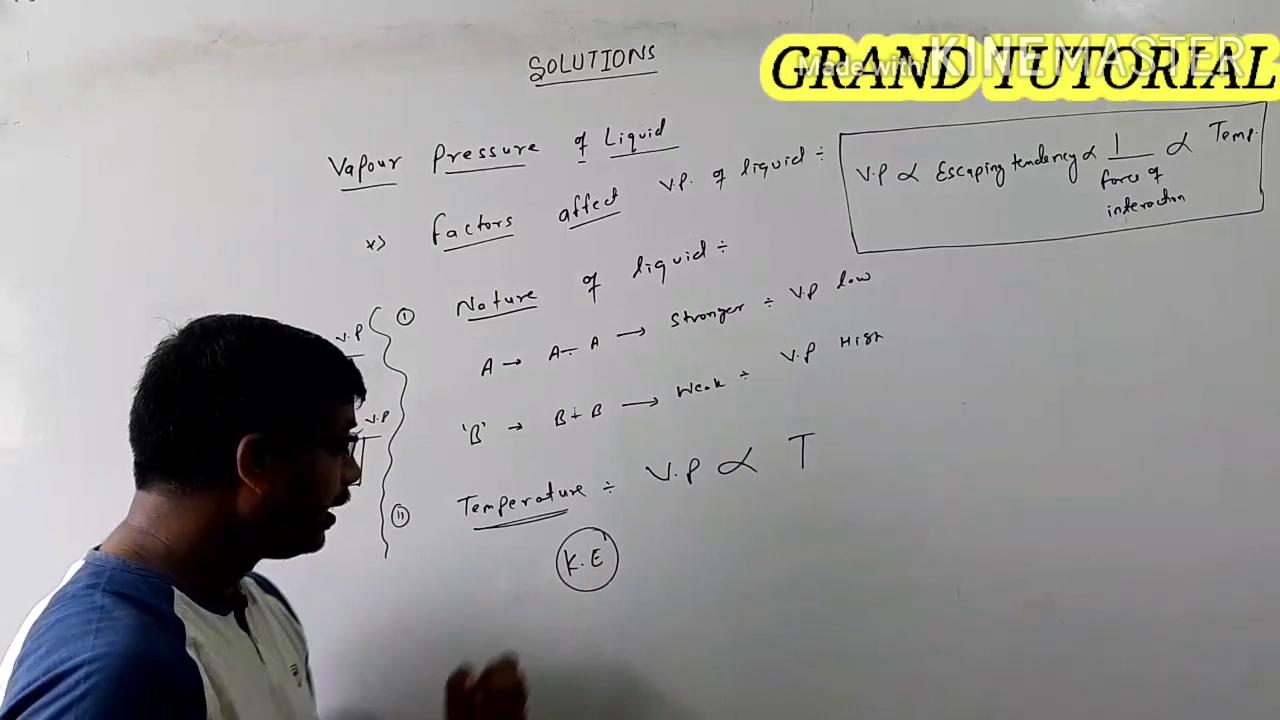 SOLUTIONS
GRAND TUTORIAL
Made with KINEMASTER
Vapour Pressure of Liquid
*> Factors affect V.P. of liquid ÷
V.P ∝ Escaping tendency ∝ 1 / force of interaction ∝ Temp.
(i) Nature of liquid ÷
A → A – A → Stronger ÷ V.P low
'B' → B + B → Weak ÷ V.P High
V.P
V.P
(ii) Temperature ÷ V.P ∝ T
K.E